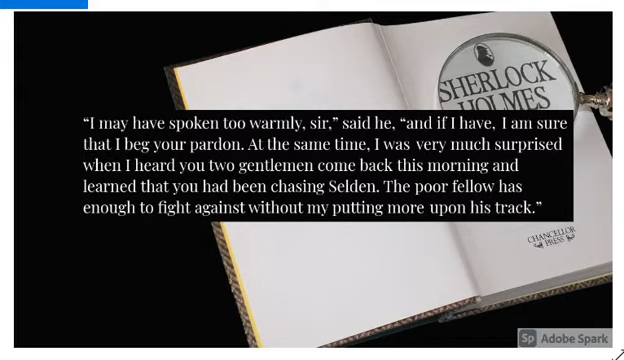 SHERLOCK
HOLMES
“I may have spoken too warmly, sir,” said he, “and if I have, I am sure
that I beg your pardon. At the same time, I was very much surprised
when I heard you two gentlemen come back this morning and
learned that you had been chasing Selden. The poor fellow has
enough to fight against without my putting more upon his track.”
CHANCELLOR
PRESS
Sp Adobe Spark